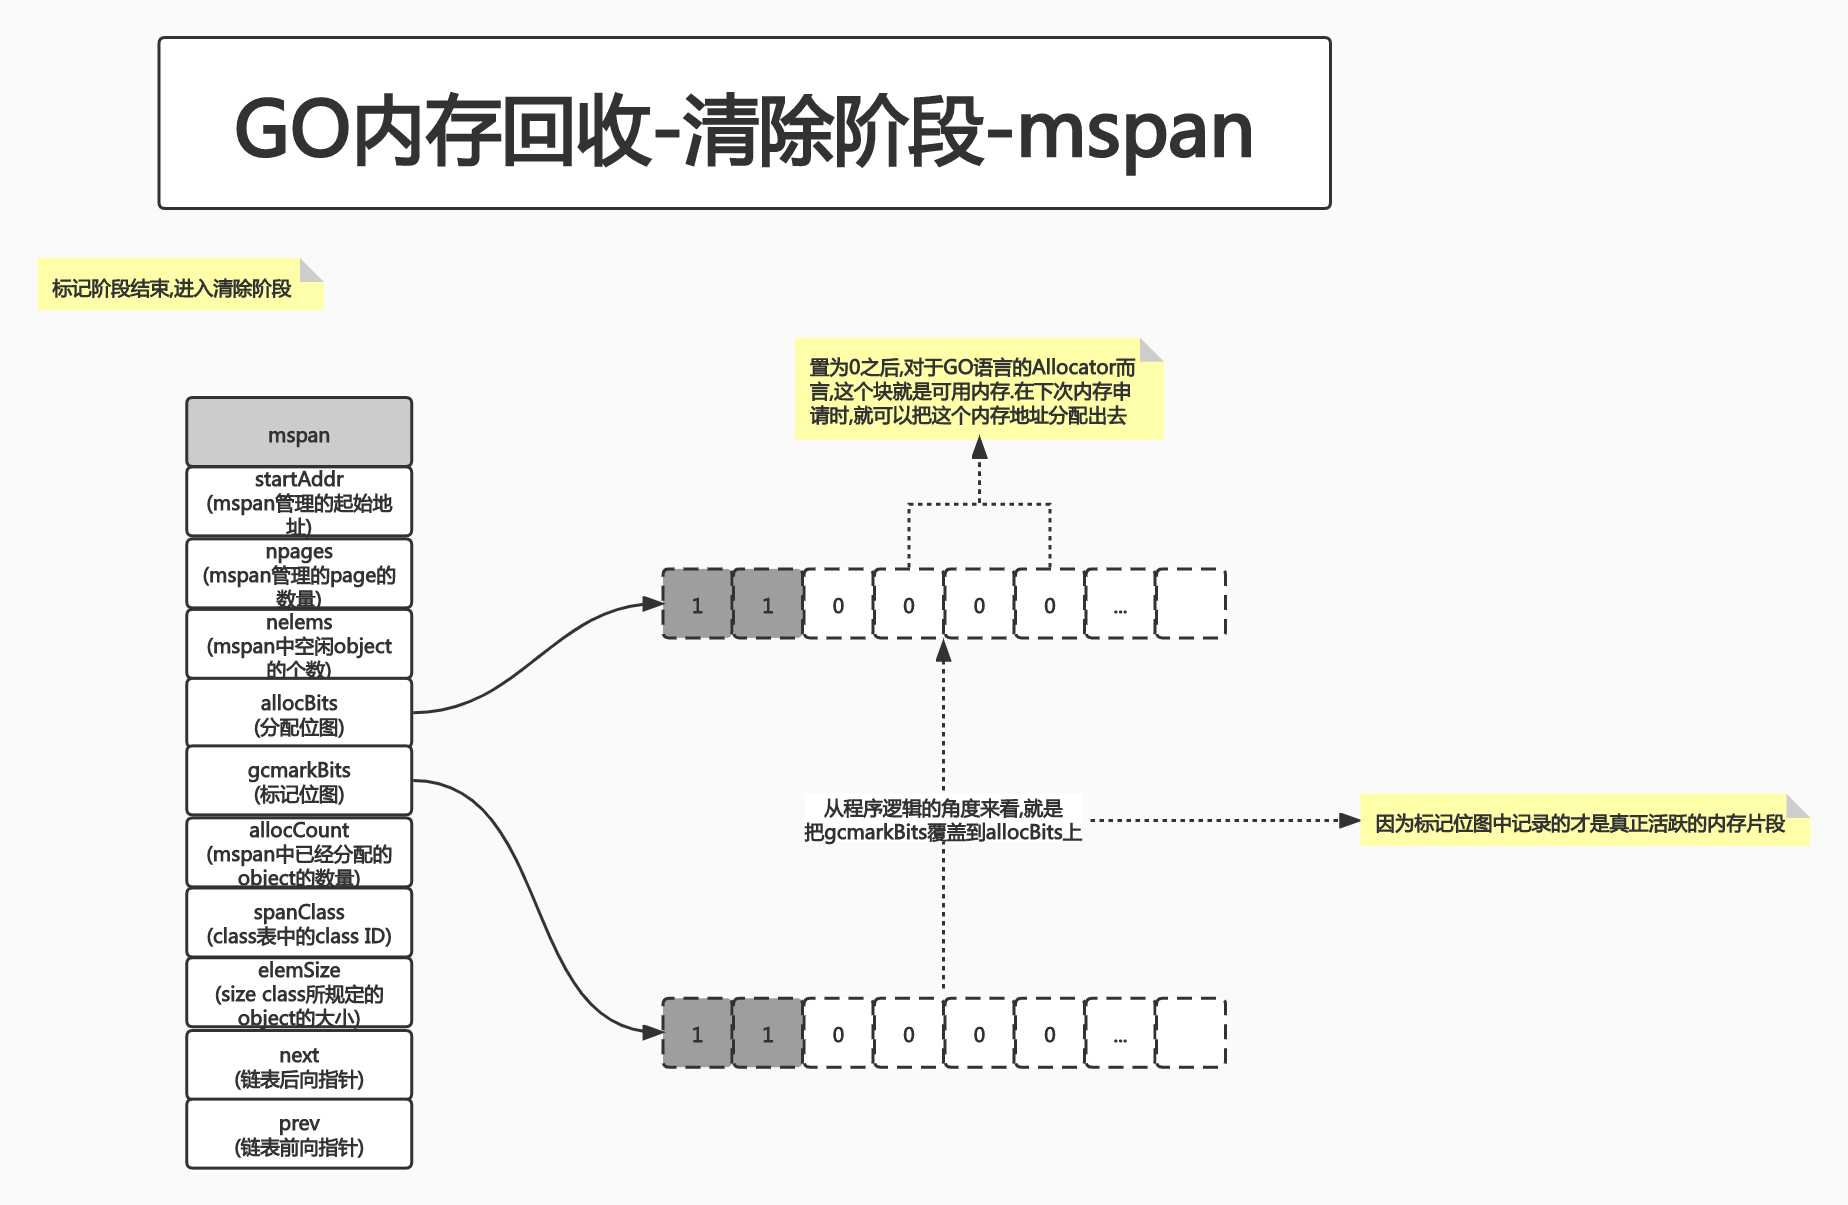 GO内存回收-清除阶段-mspan
标记阶段结束,进入清除阶段
置为0之后,对于GO语言的Allocator而
言,这个块就是可用内存.在下次内存申
请时,就可以把这个内存地址分配出去
mspan
startAddr
(mspan管理的起始地
址)
npages
(mspan管理的page的
数量)
nelems
(mspan中空闲object
的个数)
allocBits
(分配位图)
gcmarkBits
(标记位图)
allocCount
(mspan中已经分配的
object的数量)
spanClass
(class表中的class ID)
elemSize
(size class所规定的
object的大小)
next
(链表后向指针)
prev
(链表前向指针)
1 1 0 0 0 0 ...
从程序逻辑的角度来看,就是
把gcmarkBits覆盖到allocBits上
因为标记位图中记录的才是真正活跃的内存片段
1 1 0 0 0 0 ...